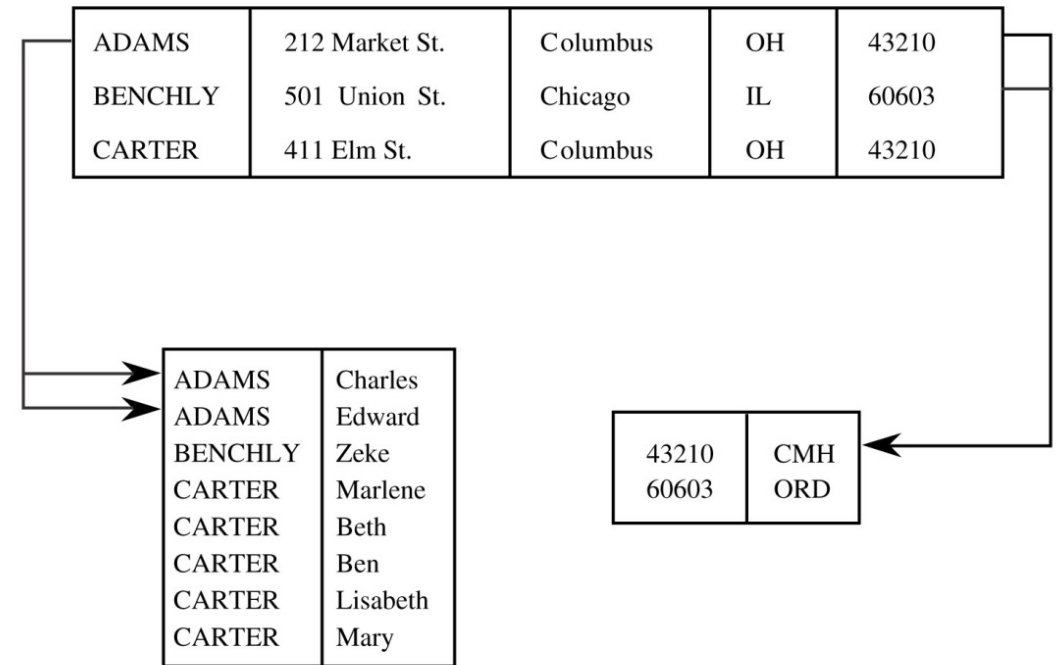 ADAMS 212 Market St. Columbus OH 43210
BENCHLY 501 Union St. Chicago IL 60603
CARTER 411 Elm St. Columbus OH 43210
ADAMS Charles
ADAMS Edward
BENCHLY Zeke
CARTER Marlene
CARTER Beth
CARTER Ben
CARTER Lisabeth
CARTER Mary
43210 CMH
60603 ORD